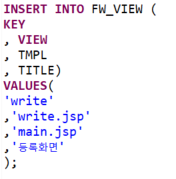 INSERT INTO FW_VIEW (
KEY
, VIEW
, TMPL
, TITLE)
VALUES(
'write'
,'write.jsp'
,'main.jsp'
,'등록화면'
);